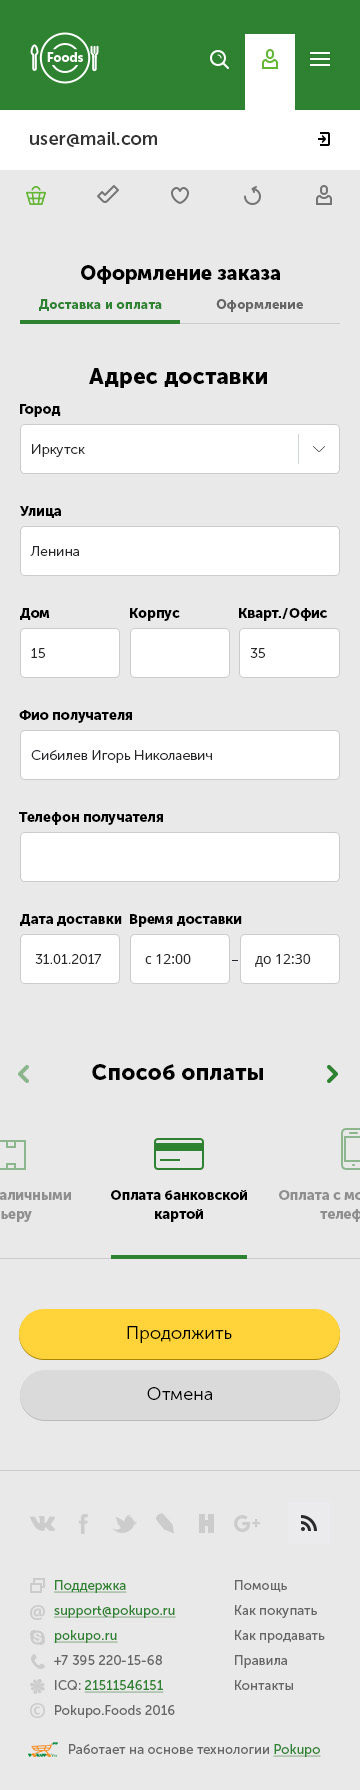 Foods
user@mail.com
Оформление заказа
Доставка и оплата Оформление
Адрес доставки
Город
Иркутск
Улица
Ленина
Дом Корпус Кварт./Офис
15 35
Фио получателя
Сибилев Игорь Николаевич
Телефон получателя
Дата доставки Время доставки
31.01.2017 с 12:00 – до 12:30
Способ оплаты
аличными Оплата банковской Оплата с мо
ьеру картой телеф
Продолжить
Отмена
Поддержка Помощь
support@pokupo.ru Как покупать
pokupo.ru Как продавать
+7 395 220-15-68 Правила
ICQ: 21511546151 Контакты
© Pokupo.Foods 2016
Работает на основе технологии Pokupo